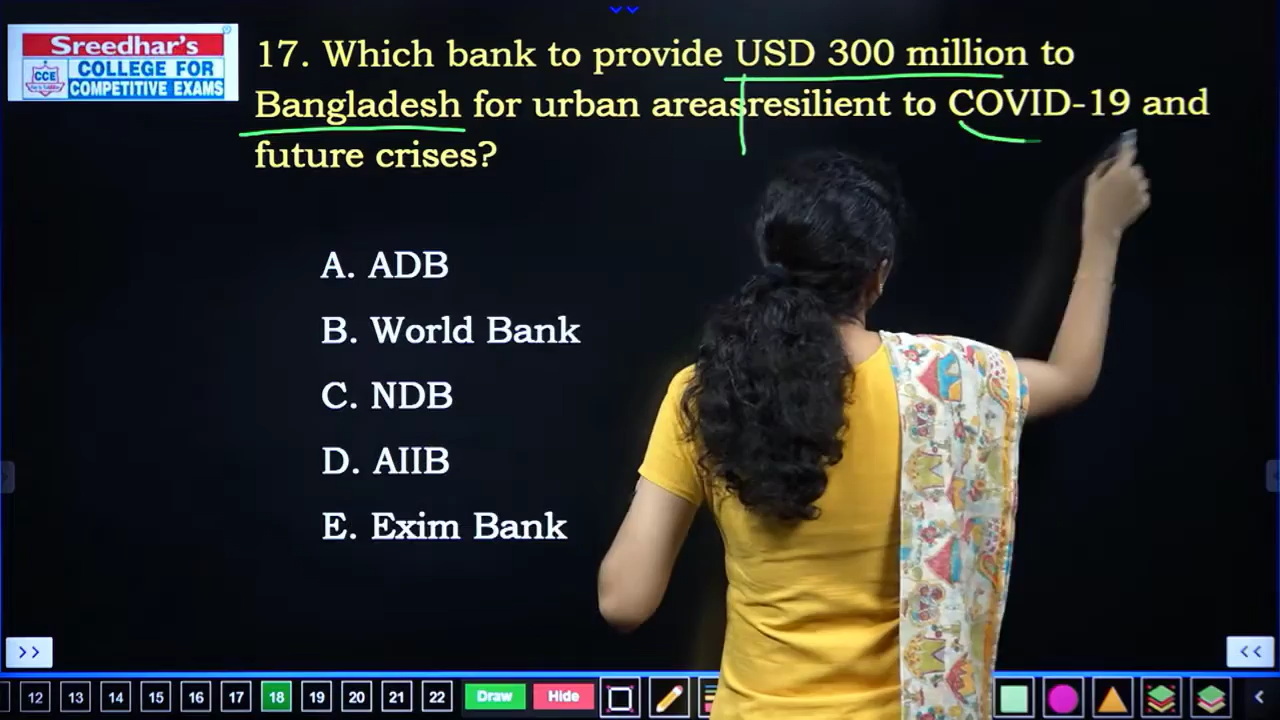 Sreedhar's
CCE
COLLEGE FOR
COMPETITIVE EXAMS
17. Which bank to provide USD 300 million to
Bangladesh for urban areasresilient to COVID-19 and
future crises?
A. ADB
B. World Bank
C. NDB
D. AIIB
E. Exim Bank
>> <<
12 13 14 15 16 17 18 19 20 21 22 Draw Hide